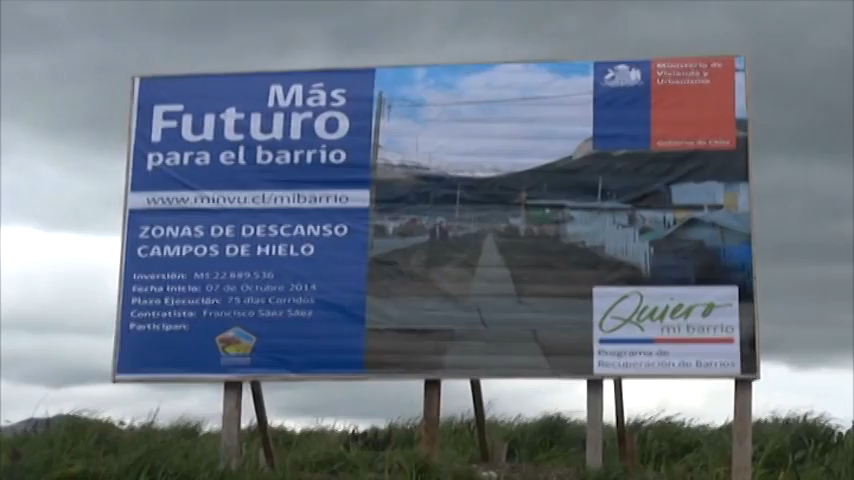 Más
Futuro
para el barrio
www.minvu.cl/mibarrio
ZONAS DE DESCANSO
CAMPOS DE HIELO
Inversión: M$ 22.889.536
Fecha Inicio: 07 de Octubre 2014
Plazo Ejecución: 75 días Corridos
Contratista: Francisco Sáez Sáez
Participan:
Ministerio de
Vivienda y
Urbanismo
Gobierno de Chile
Quiero
mi barrio
Programa de
Recuperación de Barrios